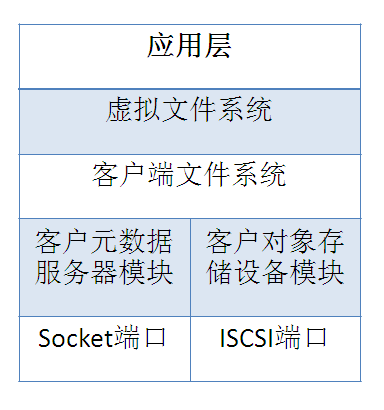 应用层
虚拟文件系统
客户端文件系统
客户元数据
服务器模块
客户对象存
储设备模块
Socket端口
ISCSI端口